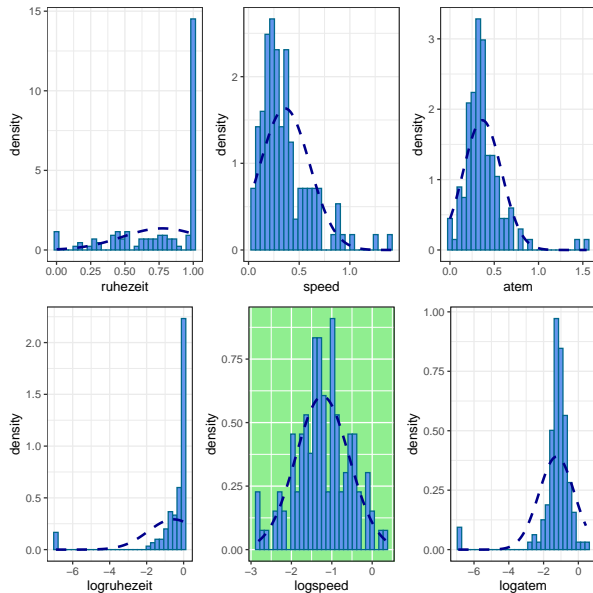 15
10
5
0
density
0.00 0.25 0.50 0.75 1.00
ruhezeit
2
1
0
density
0.0 0.5 1.0
speed
3
2
1
0
density
0.0 0.5 1.0 1.5
atem
2.0
1.5
1.0
0.5
0.0
density
−6 −4 −2 0
logruhezeit
0.75
0.50
0.25
0.00
density
−3 −2 −1 0
logspeed
1.00
0.75
0.50
0.25
0.00
density
−6 −4 −2 0
logatem